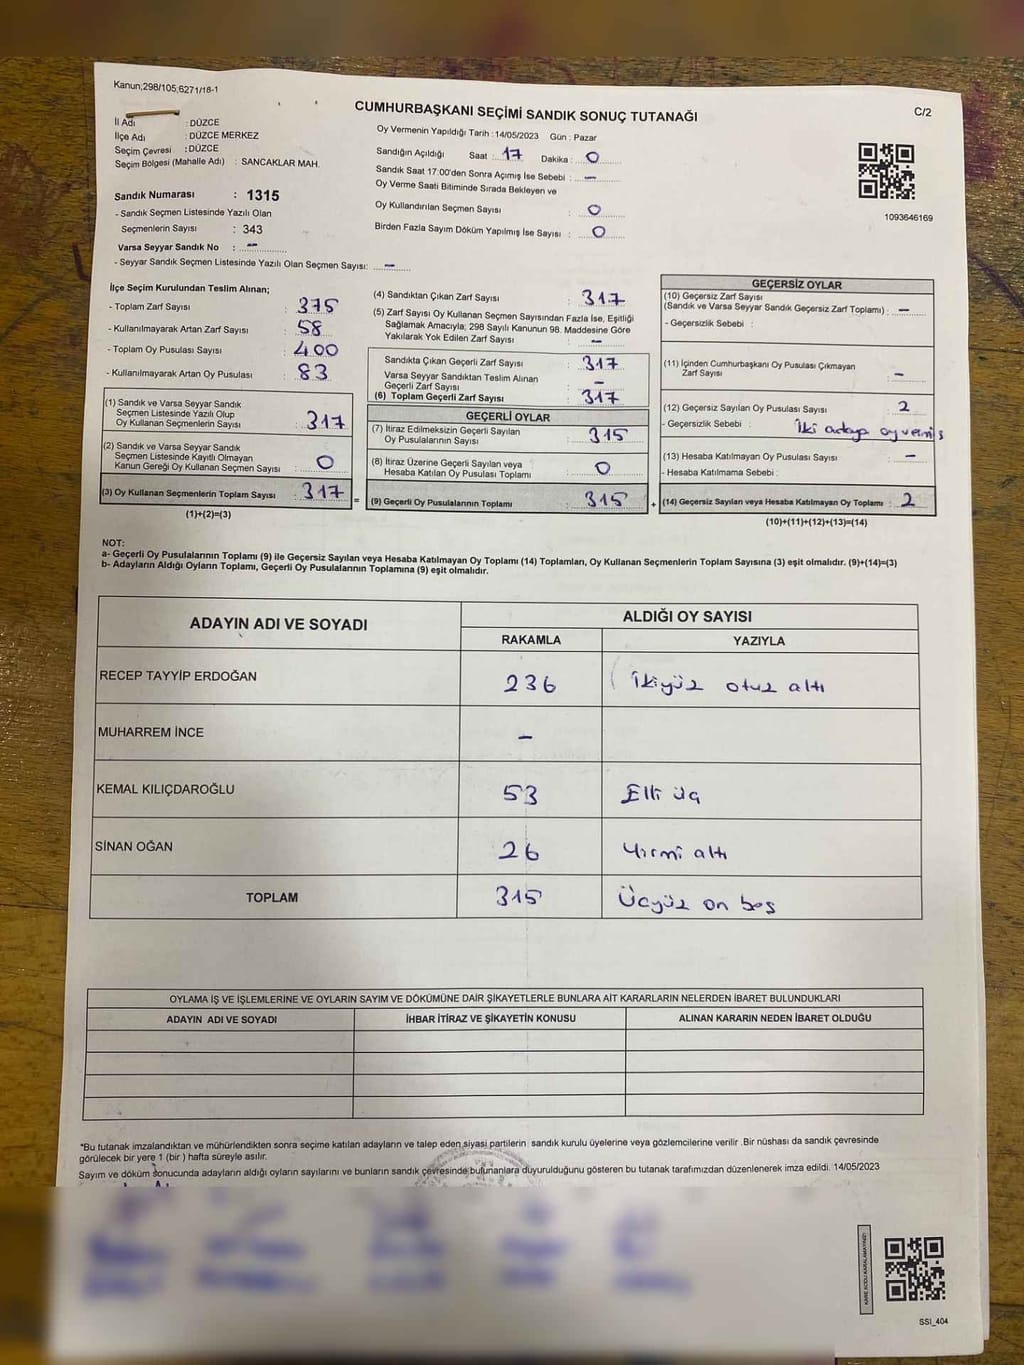 Kanun;298/105;6271/18-1
CUMHURBAŞKANI SEÇİMİ SANDIK SONUÇ TUTANAĞI
C/2
İl Adı : DÜZCE
İlçe Adı : DÜZCE MERKEZ
Seçim Çevresi : DÜZCE
Seçim Bölgesi (Mahalle Adı) : SANCAKLAR MAH.
Sandık Numarası : 1315
- Sandık Seçmen Listesinde Yazılı Olan
Seçmenlerin Sayısı : 343
Varsa Seyyar Sandık No : –
- Seyyar Sandık Seçmen Listesinde Yazılı Olan Seçmen Sayısı: –
Oy Vermenin Yapıldığı Tarih : 14/05/2023 Gün : Pazar
Sandığın Açıldığı Saat : 17 Dakika : 0
Sandık Saat 17.00'den Sonra Açımış İse Sebebi : –
Oy Verme Saati Bitiminde Sırada Bekleyen ve
Oy Kullandırılan Seçmen Sayısı : 0
Birden Fazla Sayım Döküm Yapılmış İse Sayısı : 0
1093646169
İlçe Seçim Kurulundan Teslim Alınan;
- Toplam Zarf Sayısı : 375
- Kullanılmayarak Artan Zarf Sayısı : 58
- Toplam Oy Pusulası Sayısı : 400
- Kullanılmayarak Artan Oy Pusulası : 83
(1) Sandık ve Varsa Seyyar Sandık
Seçmen Listesinde Yazılı Olup
Oy Kullanan Seçmenlerin Sayısı : 317
(2) Sandık ve Varsa Seyyar Sandık
Seçmen Listesinde Kayıtlı Olmayan
Kanun Gereği Oy Kullanan Seçmen Sayısı : 0
(3) Oy Kullanan Seçmenlerin Toplam Sayısı : 317
(1)+(2)=(3)
=
(4) Sandıktan Çıkan Zarf Sayısı : 317
(5) Zarf Sayısı Oy Kullanan Seçmen Sayısından Fazla İse, Eşitliği
Sağlamak Amacıyla; 298 Sayılı Kanunun 98. Maddesine Göre
Yakılarak Yok Edilen Zarf Sayısı : –
Sandıkta Çıkan Geçerli Zarf Sayısı : 317
Varsa Seyyar Sandıktan Teslim Alınan
Geçerli Zarf Sayısı : –
(6) Toplam Geçerli Zarf Sayısı : 317
GEÇERLİ OYLAR
(7) İtiraz Edilmeksizin Geçerli Sayılan
Oy Pusulalarının Sayısı : 315
(8) İtiraz Üzerine Geçerli Sayılan veya
Hesaba Katılan Oy Pusulası Toplamı : 0
(9) Geçerli Oy Pusulalarının Toplamı : 315
+
GEÇERSİZ OYLAR
(10) Geçersiz Zarf Sayısı
(Sandık ve Varsa Seyyar Sandık Geçersiz Zarf Toplamı) : –
- Geçersizlik Sebebi :
(11) İçinden Cumhurbaşkanı Oy Pusulası Çıkmayan
Zarf Sayısı : –
(12) Geçersiz Sayılan Oy Pusulası Sayısı : 2
- Geçersizlik Sebebi : İki adaya oy vermiş
(13) Hesaba Katılmayan Oy Pusulası Sayısı : –
- Hesaba Katılmama Sebebi :
(14) Geçersiz Sayılan veya Hesaba Katılmayan Oy Toplamı : 2
(10)+(11)+(12)+(13)=(14)
NOT:
a- Geçerli Oy Pusulalarının Toplamı (9) ile Geçersiz Sayılan veya Hesaba Katılmayan Oy Toplamı (14) Toplamları, Oy Kullanan Seçmenlerin Toplam Sayısına (3) eşit olmalıdır. (9)+(14)=(3)
b- Adayların Aldığı Oyların Toplamı, Geçerli Oy Pusulalarının Toplamına (9) eşit olmalıdır.
ADAYIN ADI VE SOYADI ALDIĞI OY SAYISI
RAKAMLA YAZIYLA
RECEP TAYYİP ERDOĞAN 236 İkiyüz otuz altı
MUHARREM İNCE –
KEMAL KILIÇDAROĞLU 53 Elli üç
SİNAN OĞAN 26 Yirmi altı
TOPLAM 315 Üçyüz on beş
OYLAMA İŞ VE İŞLEMLERİNE VE OYLARIN SAYIM VE DÖKÜMÜNE DAİR ŞİKAYETLERLE BUNLARA AİT KARARLARIN NELERDEN İBARET BULUNDUKLARI
ADAYIN ADI VE SOYADI İHBAR İTİRAZ VE ŞİKAYETİN KONUSU ALINAN KARARIN NEDEN İBARET OLDUĞU
*Bu tutanak imzalandıktan ve mühürlendikten sonra seçime katılan adayların ve talep eden siyasi partilerin sandık kurulu üyelerine veya gözlemcilerine verilir .Bir nüshası da sandık çevresinde
görülecek bir yere 1 (bir ) hafta süreyle asılır.
Sayım ve döküm sonucunda adayların aldığı oyların sayılarını ve bunların sandık çevresinde bulunanlara duyurulduğunu gösteren bu tutanak tarafımızdan düzenlenerek imza edildi. 14/05/2023
KARE KODU KARALAMAYINIZ!
SSI_404